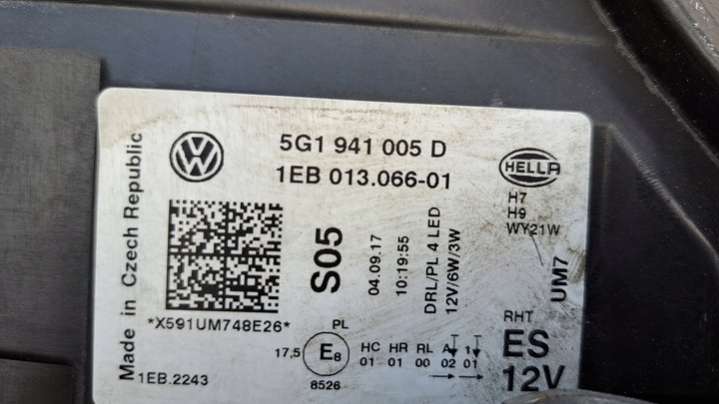 5G1 941 005 D
1EB 013.066-01
HELLA
H7
H9
WY21W
UM7
Made in Czech Republic
S05
04.09.17
10:19:55
DRL/PL 4 LED
12V/6W/3W
*X591UM748E26*
1EB.2243
PL
17,5
E8
8526
HC HR RL A 1
01 01 00 02 01
RHT
ES
12V